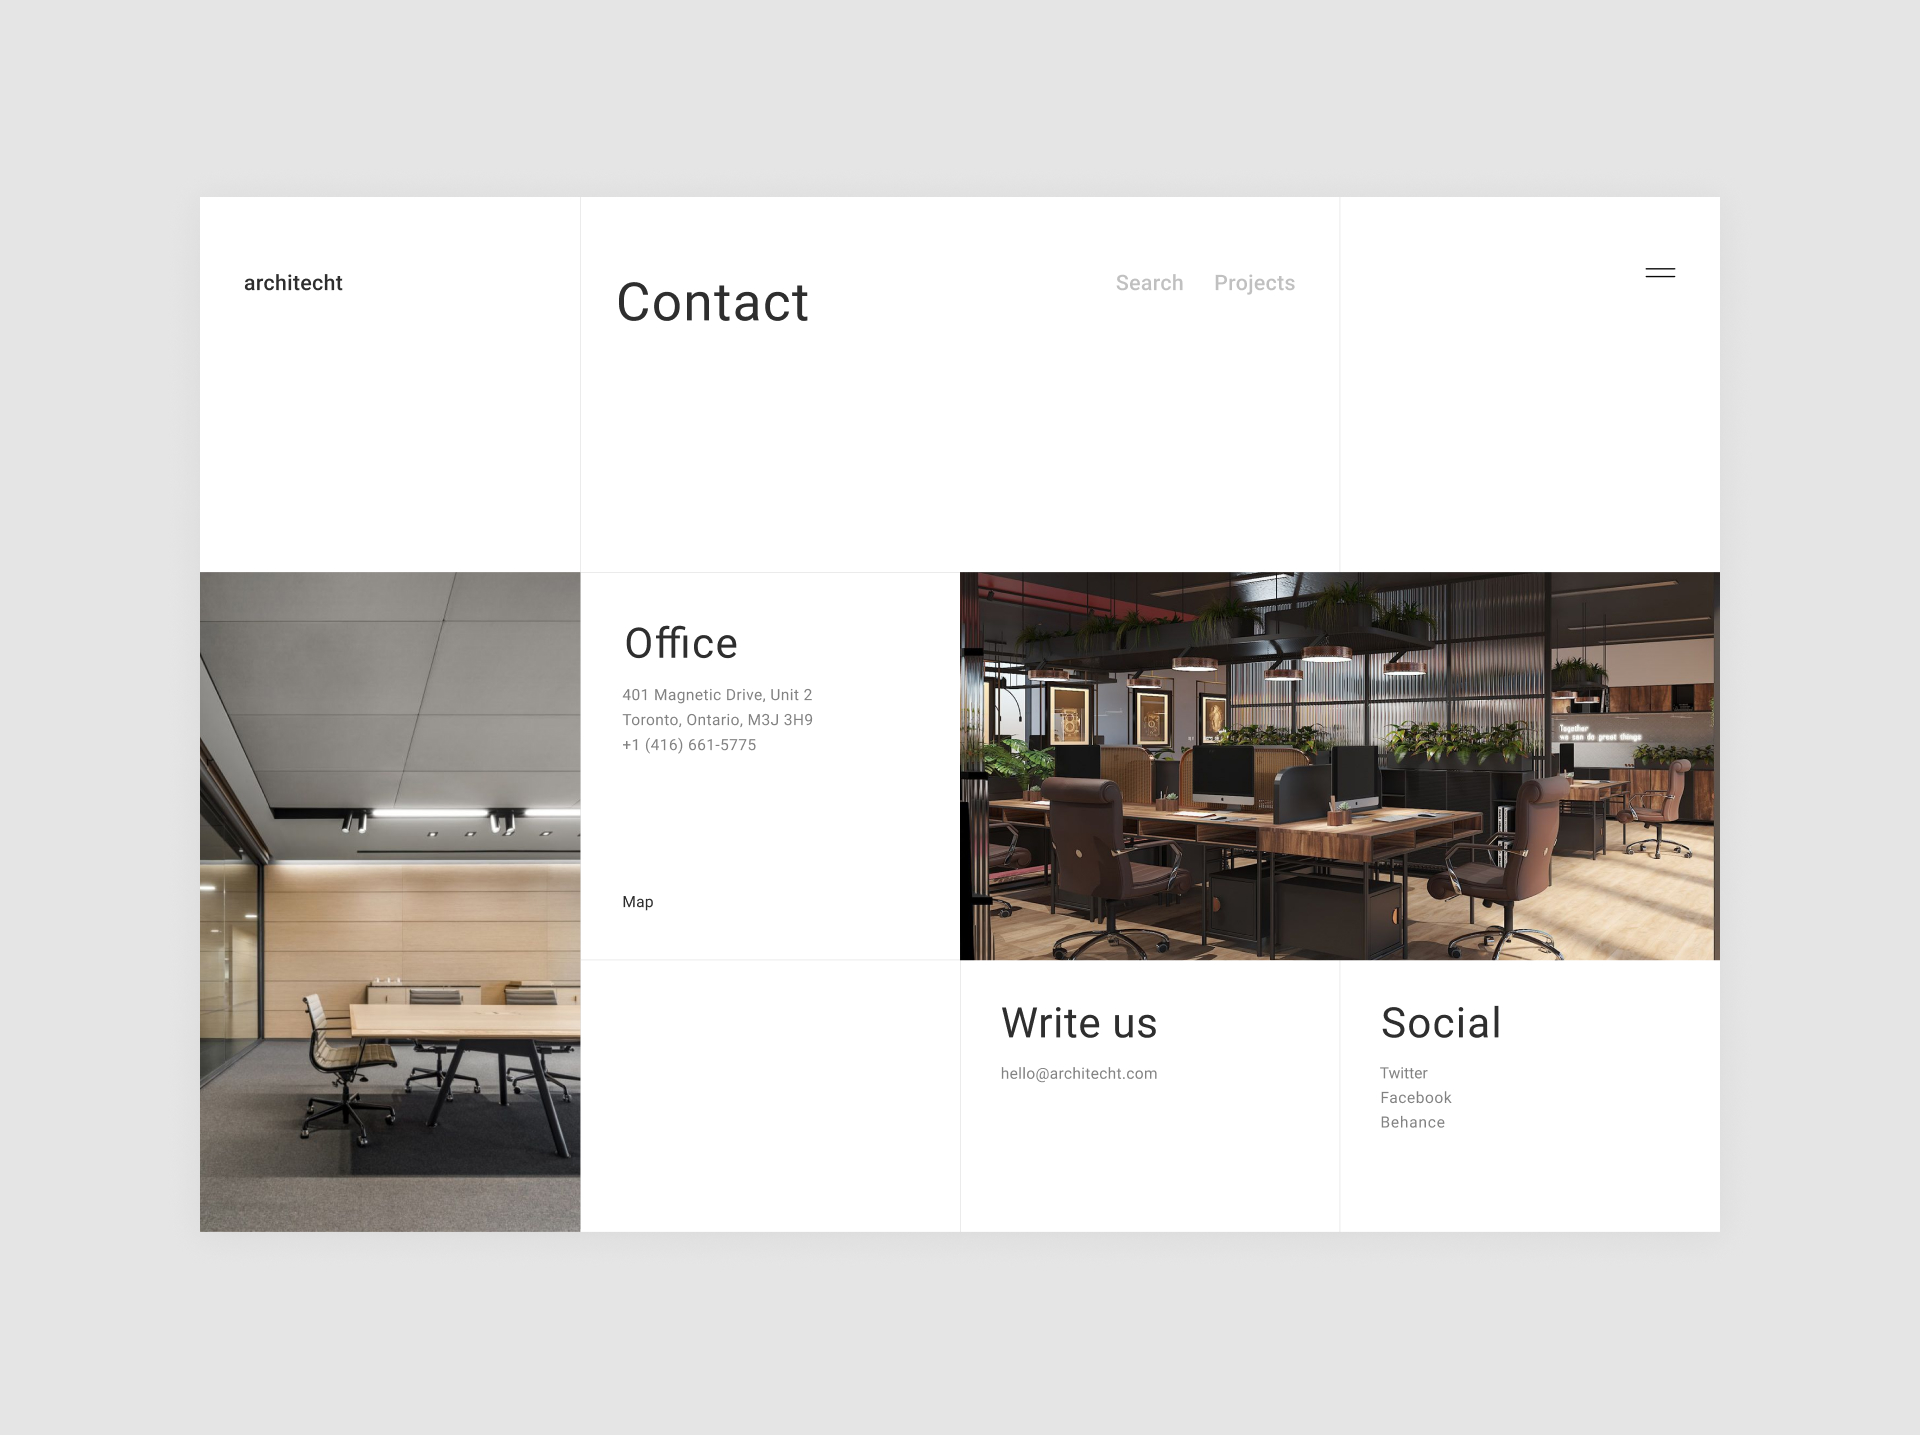 architecht
Contact
Search
Projects
Office
401 Magnetic Drive, Unit 2
Toronto, Ontario, M3J 3H9
+1 (416) 661-5775
Map
Together
we can do great things
Write us
hello@architecht.com
Social
Twitter
Facebook
Behance